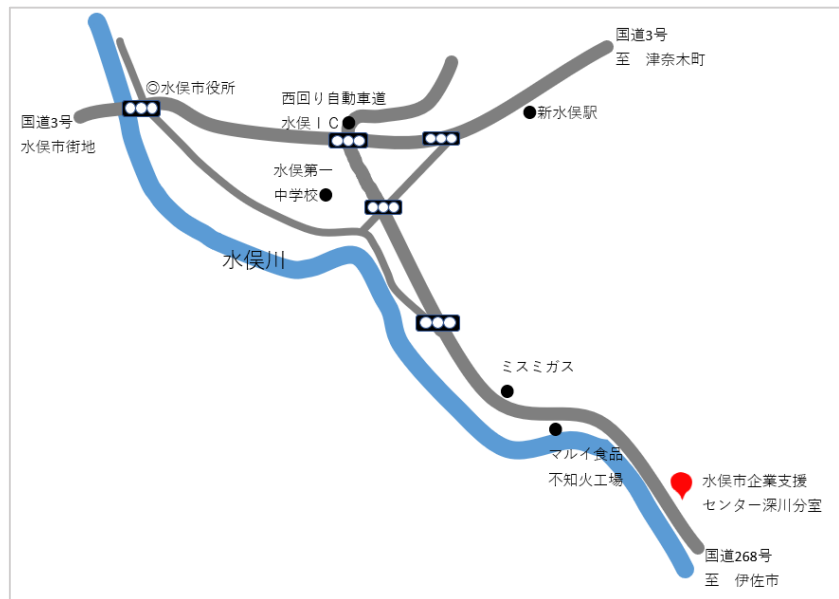 国道3号
至　津奈木町
◎水俣市役所
西回り自動車道
水俣ＩＣ
新水俣駅
国道3号
水俣市街地
水俣第一
中学校
水俣川
ミスミガス
マルイ食品
不知火工場
水俣市企業支援
センター深川分室
国道268号
至　伊佐市